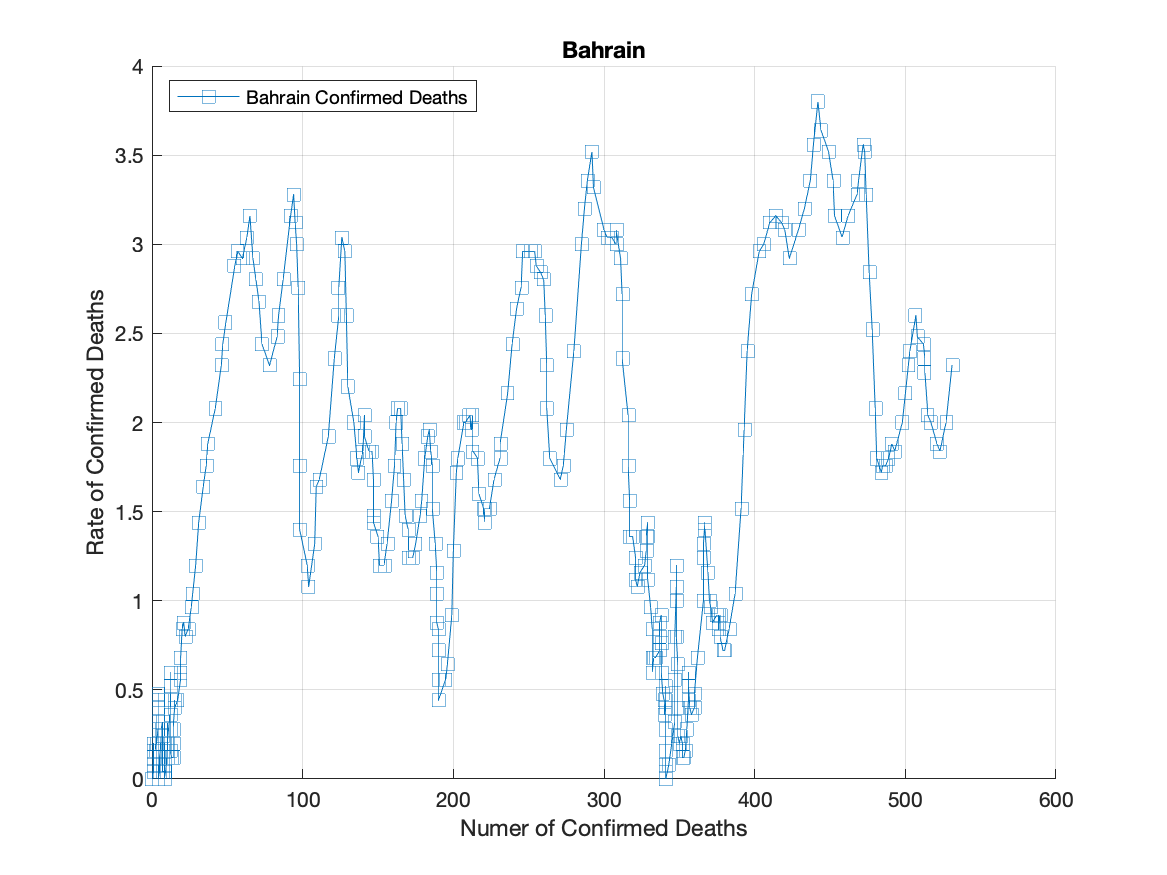 Bahrain
Bahrain Confirmed Deaths
4
3.5
3
2.5
2
1.5
1
0.5
0
Rate of Confirmed Deaths
0 100 200 300 400 500 600
Numer of Confirmed Deaths